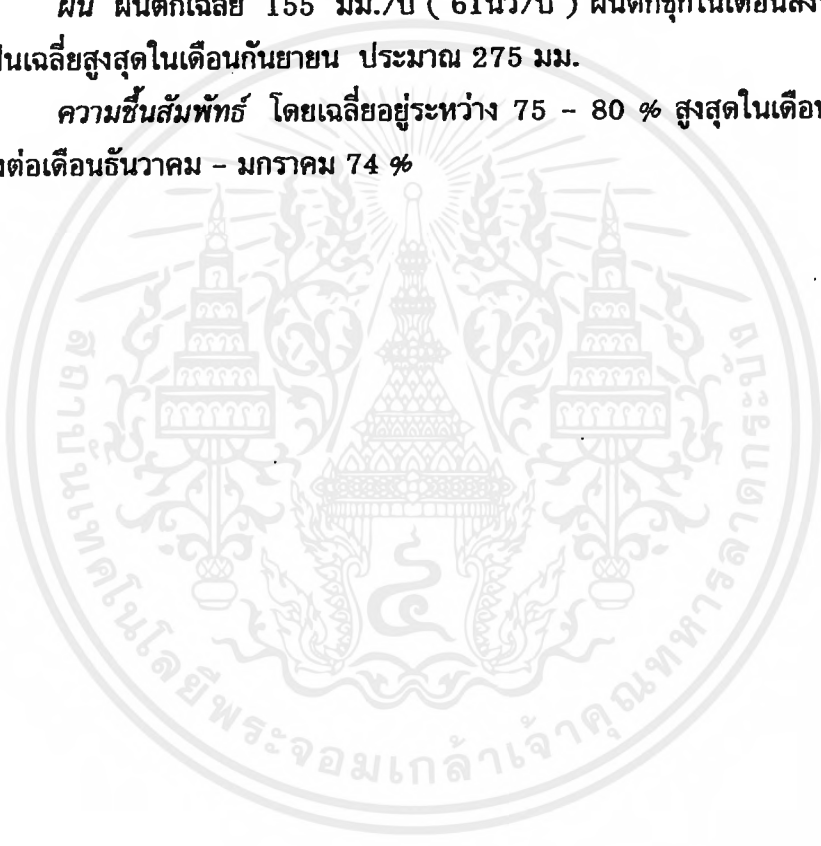 ฝน ฝนตกเฉลี่ย 155 มม./ปี ( 61นิ้ว/ปี ) ฝนตกชุกในเดือน
ฝนเฉลี่ยสูงสุดในเดือนกันยายน ประมาณ 275 มม.
ความชื้นสัมพัทธ์ โดยเฉลี่ยอยู่ระหว่าง 75 – 80 % สูงสุดในเดือน
ต่อเดือนธันวาคม – มกราคม 74 %
สถาบันเทคโนโลยีพระจอมเกล้าเจ้าคุณทหารลาดกระบัง